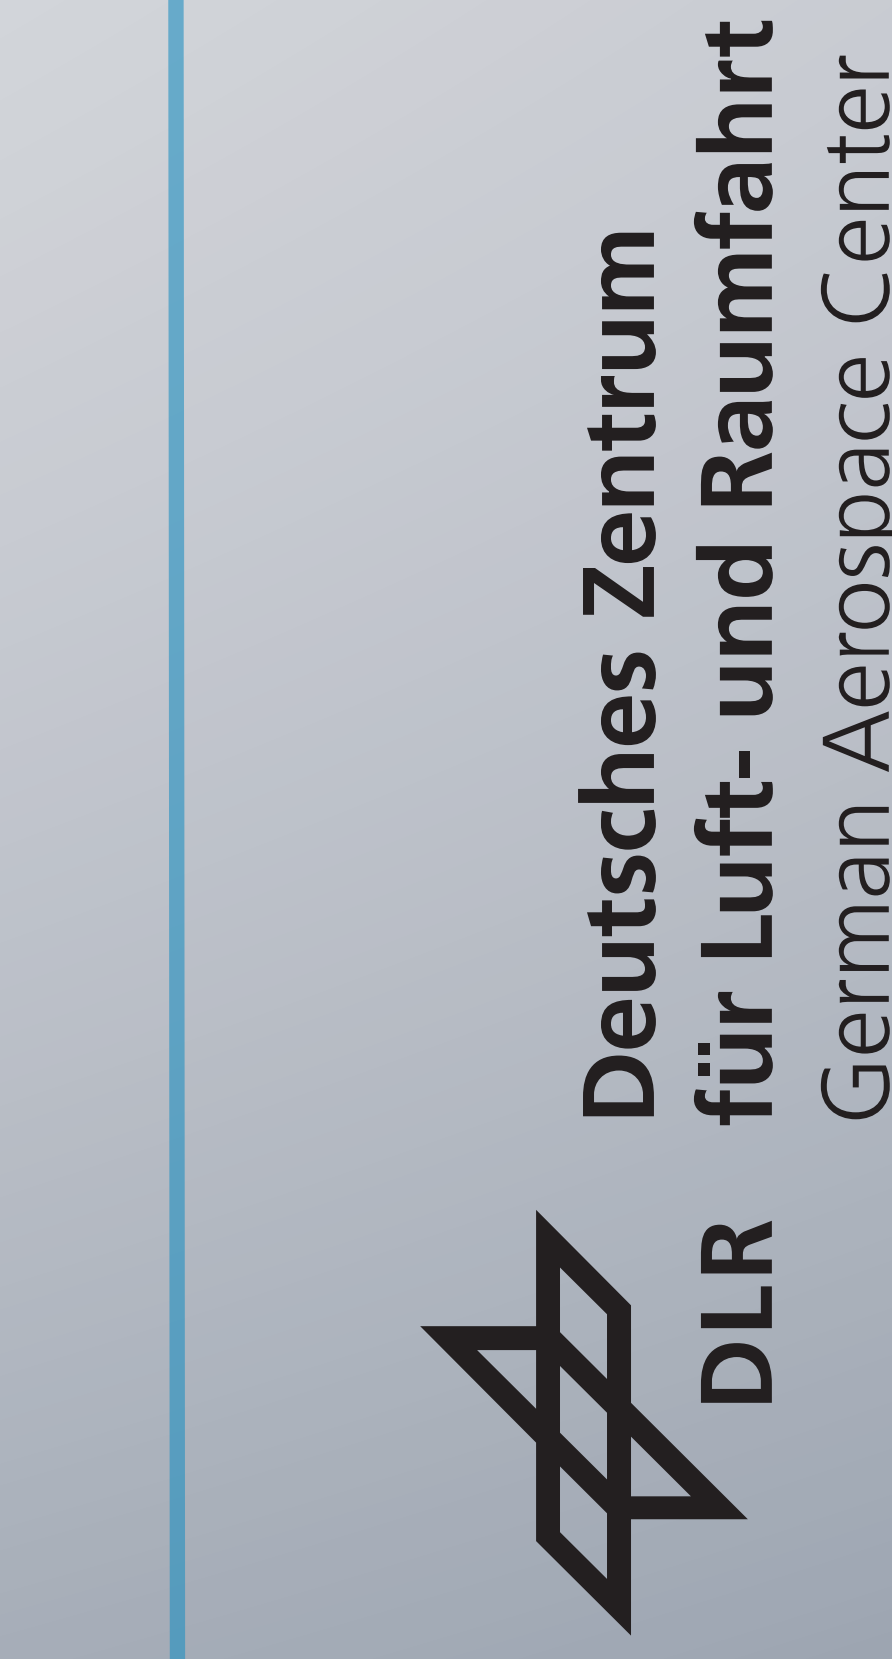 Deutsches Zentrum
für Luft- und Raumfahrt
German Aerospace Center
DLR